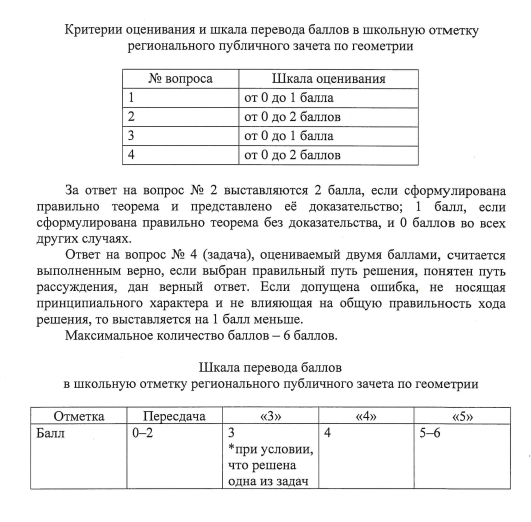 Критерии оценивания и шкала перевода баллов в школьную отметку
регионального публичного зачета по геометрии
№ вопроса Шкала оценивания
1 от 0 до 1 балла
2 от 0 до 2 баллов
3 от 0 до 1 балла
4 от 0 до 2 баллов
За ответ на вопрос № 2 выставляются 2 балла, если сформулирована
правильно теорема и представлено её доказательство; 1 балл, если
сформулирована правильно теорема без доказательства, и 0 баллов во всех
других случаях.
Ответ на вопрос № 4 (задача), оцениваемый двумя баллами, считается
выполненным верно, если выбран правильный путь решения, понятен путь
рассуждения, дан верный ответ. Если допущена ошибка, не носящая
принципиального характера и не влияющая на общую правильность хода
решения, то выставляется на 1 балл меньше.
Максимальное количество баллов – 6 баллов.
Шкала перевода баллов
в школьную отметку регионального публичного зачета по геометрии
Отметка Пересдача «3» «4» «5»
Балл 0–2 3 4 5–6
*при условии,
что решена
одна из задач